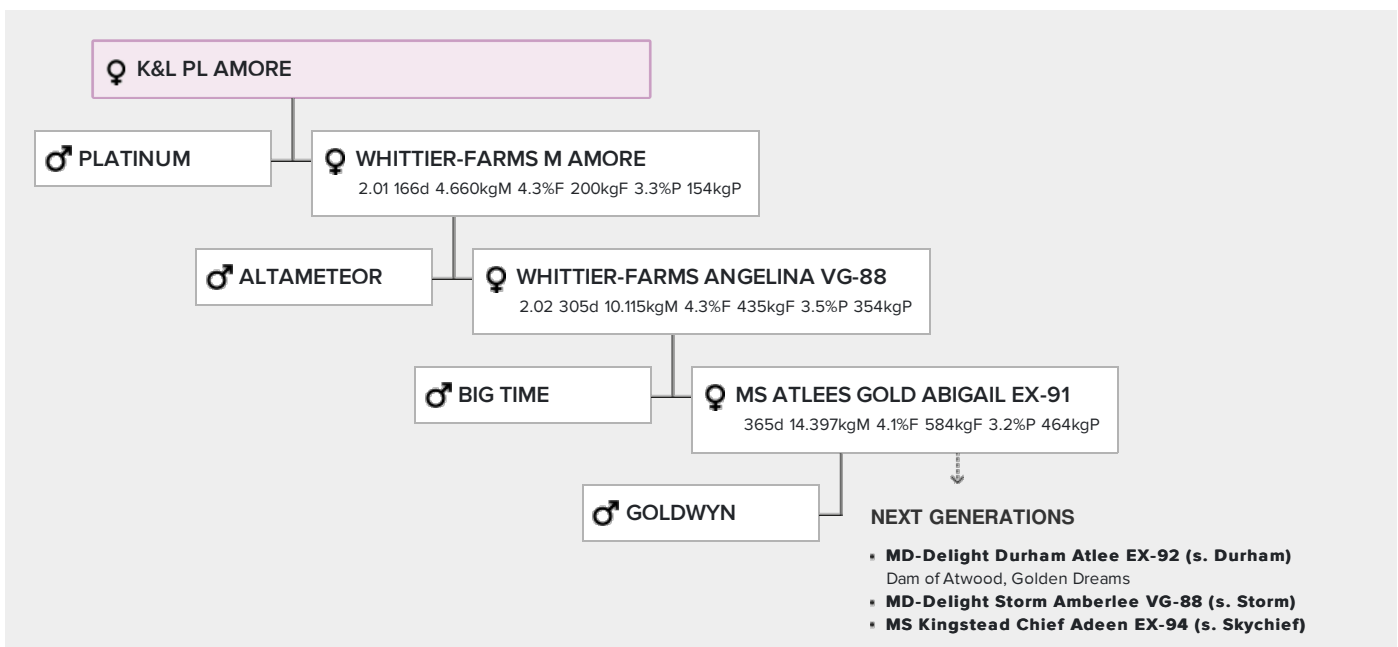 K&L PL AMORE
PLATINUM
WHITTIER-FARMS M AMORE
2.01 166d 4.660kgM 4.3%F 200kgF 3.3%P 154kgP
ALTAMETEOR
WHITTIER-FARMS ANGELINA VG-88
2.02 305d 10.115kgM 4.3%F 435kgF 3.5%P 354kgP
BIG TIME
MS ATLEES GOLD ABIGAIL EX-91
365d 14.397kgM 4.1%F 584kgF 3.2%P 464kgP
GOLDWYN
NEXT GENERATIONS
MD-Delight Durham Atlee EX-92 (s. Durham)
Dam of Atwood, Golden Dreams
MD-Delight Storm Amberlee VG-88 (s. Storm)
MS Kingstead Chief Adeen EX-94 (s. Skychief)